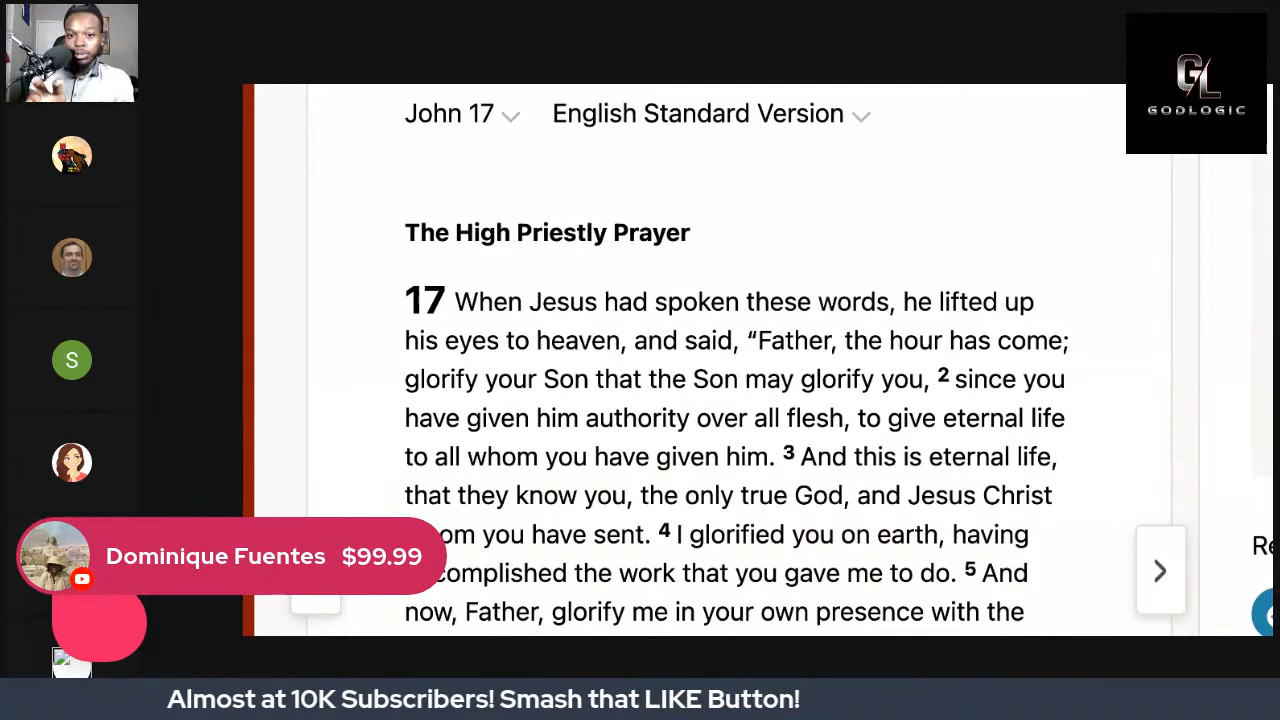 John 17 English Standard Version
GL
GODLOGIC
The High Priestly Prayer
17 When Jesus had spoken these words, he lifted up
his eyes to heaven, and said, “Father, the hour has come;
glorify your Son that the Son may glorify you, 2 since you
have given him authority over all flesh, to give eternal life
to all whom you have given him. 3 And this is eternal life,
that they know you, the only true God, and Jesus Christ
om you have sent. 4 I glorified you on earth, having
complished the work that you gave me to do. 5 And
now, Father, glorify me in your own presence with the
S
Dominique Fuentes $99.99
Re
Almost at 10K Subscribers! Smash that LIKE Button!